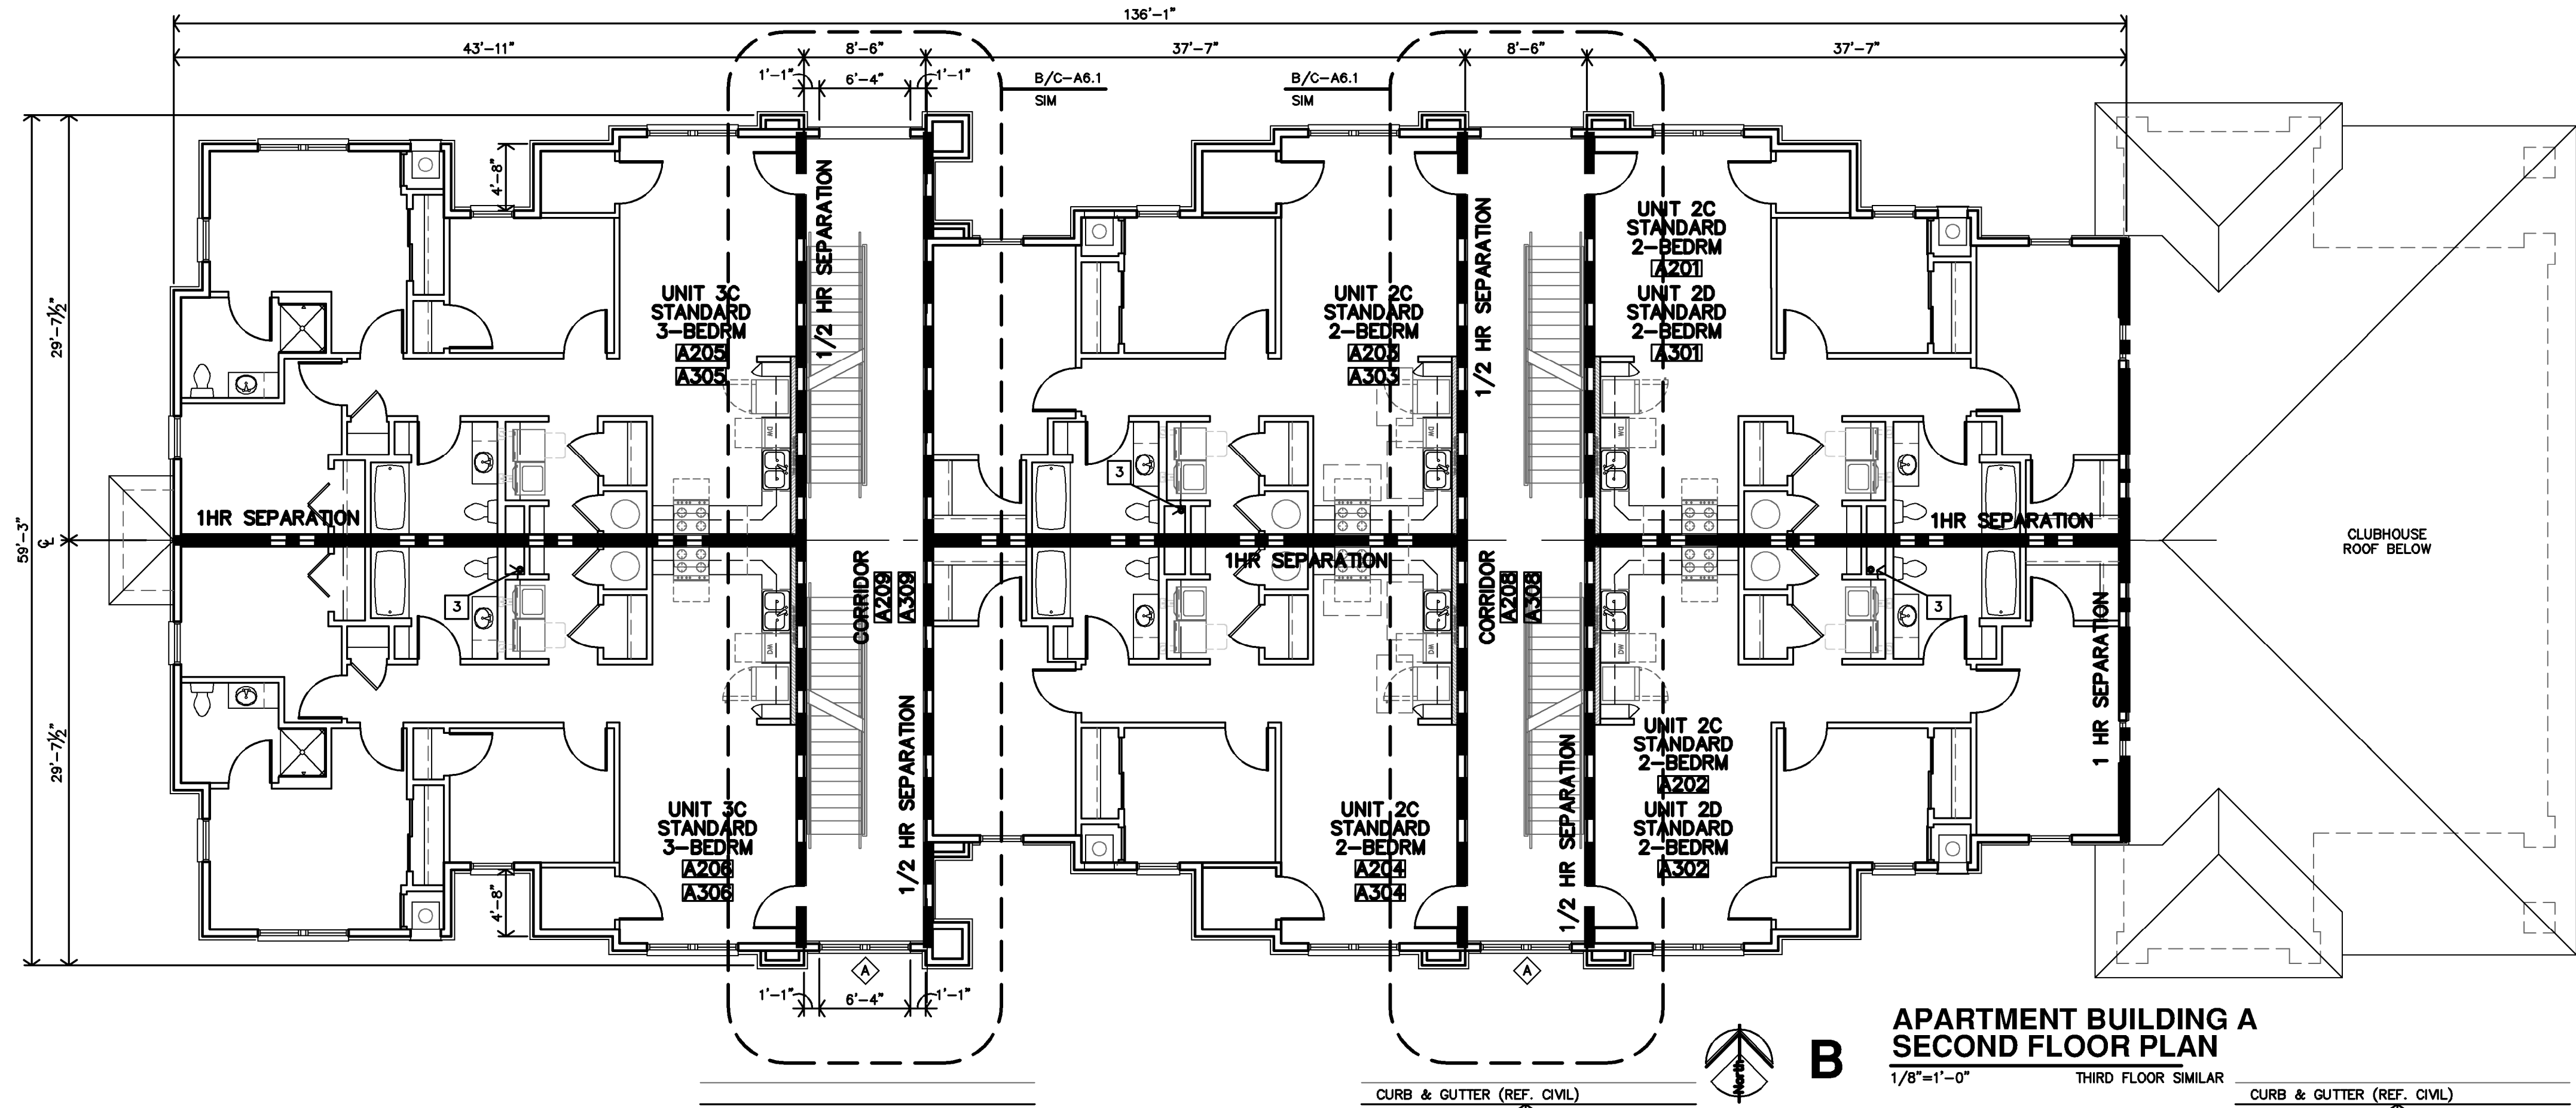 136'-1"
43'-11"
8'-6"
37'-7"
8'-6"
37'-7"
1'-1"
6'-4"
1'-1"
B/C-A6.1
SIM
B/C-A6.1
SIM
4'-8"
1/2 HR SEPARATION
1/2 HR SEPARATION
UNIT 2C
STANDARD
2-BEDRM
A201
UNIT 3C
STANDARD
3-BEDRM
A205
A305
UNIT 2C
STANDARD
2-BEDRM
A203
A303
UNIT 2D
STANDARD
2-BEDRM
A301
29'-7½"
59'-3"
℄
29'-7½"
DW
DW
DW
3
1HR SEPARATION
1HR SEPARATION
1HR SEPARATION
CLUBHOUSE
ROOF BELOW
CORRIDOR
A209
A309
CORRIDOR
A208
A308
3
3
DW
DW
DW
1/2 HR SEPARATION
1/2 HR SEPARATION
1 HR SEPARATION
UNIT 2C
STANDARD
2-BEDRM
A202
UNIT 3C
STANDARD
3-BEDRM
A206
A306
UNIT 2C
STANDARD
2-BEDRM
A204
A304
UNIT 2D
STANDARD
2-BEDRM
A302
4'-8"
A
A
1'-1"
6'-4"
1'-1"
North
B
APARTMENT BUILDING A
SECOND FLOOR PLAN
1/8"=1'-0"
THIRD FLOOR SIMILAR
CURB & GUTTER (REF. CIVIL)
CURB & GUTTER (REF. CIVIL)